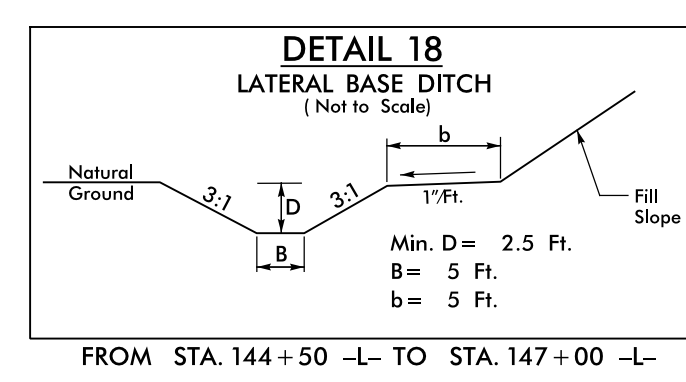 DETAIL 18
LATERAL BASE DITCH
( Not to Scale)
b
Natural
Ground
3:1
D
3:1
1"/Ft.
Fill
Slope
B
Min. D= 2.5 Ft.
B= 5 Ft.
b= 5 Ft.
FROM STA. 144+50 -L- TO STA. 147+00 -L-